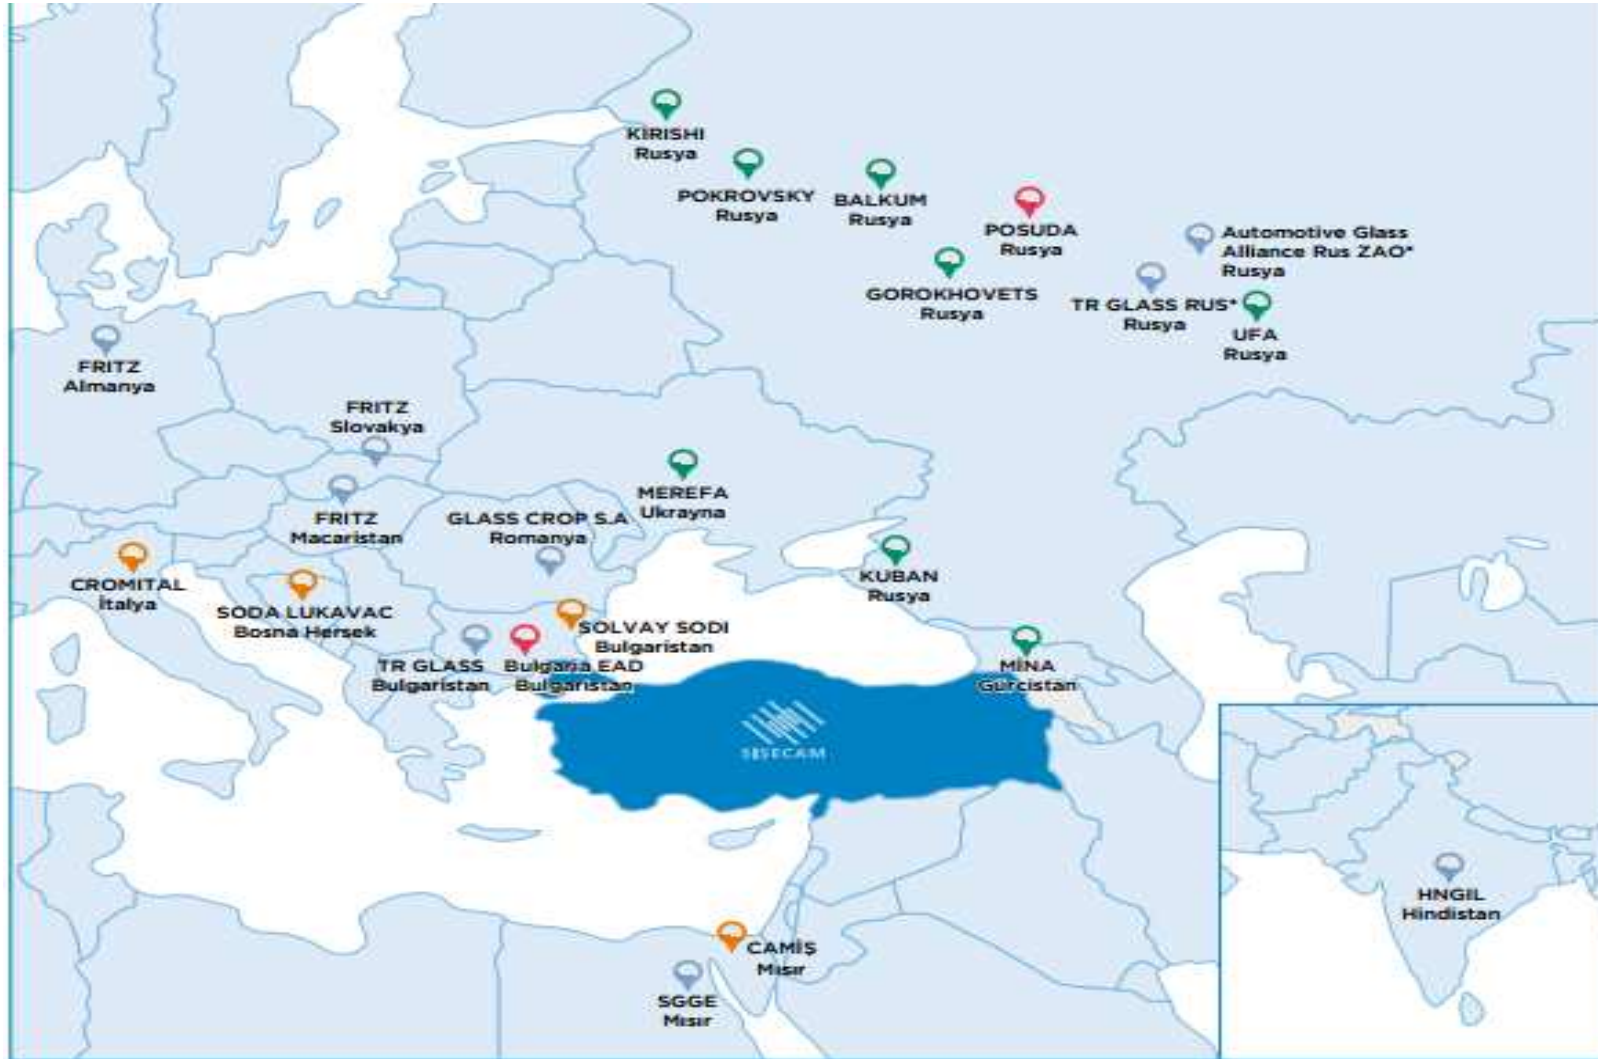 KİRISHI
Rusya
POKROVSKY
Rusya
BALKUM
Rusya
POSUDA
Rusya
Automotive Glass
Alliance Rus ZAO*
Rusya
GOROKHOVETS
Rusya
TR GLASS RUS*
Rusya
UFA
Rusya
FRITZ
Almanya
FRITZ
Slovakya
MEREFA
Ukrayna
FRITZ
Macaristan
GLASS CROP S.A
Romanya
CROMITAL
İtalya
SODA LUKAVAC
Bosna Hersek
KUBAN
Rusya
SOLVAY SODI
Bulgaristan
TR GLASS
Bulgaristan
Bulgaria EAD
Bulgaristan
MİNA
Gürcistan
ŞİŞECAM
HNGIL
Hindistan
CAMİŞ
Mısır
SGGE
Mısır